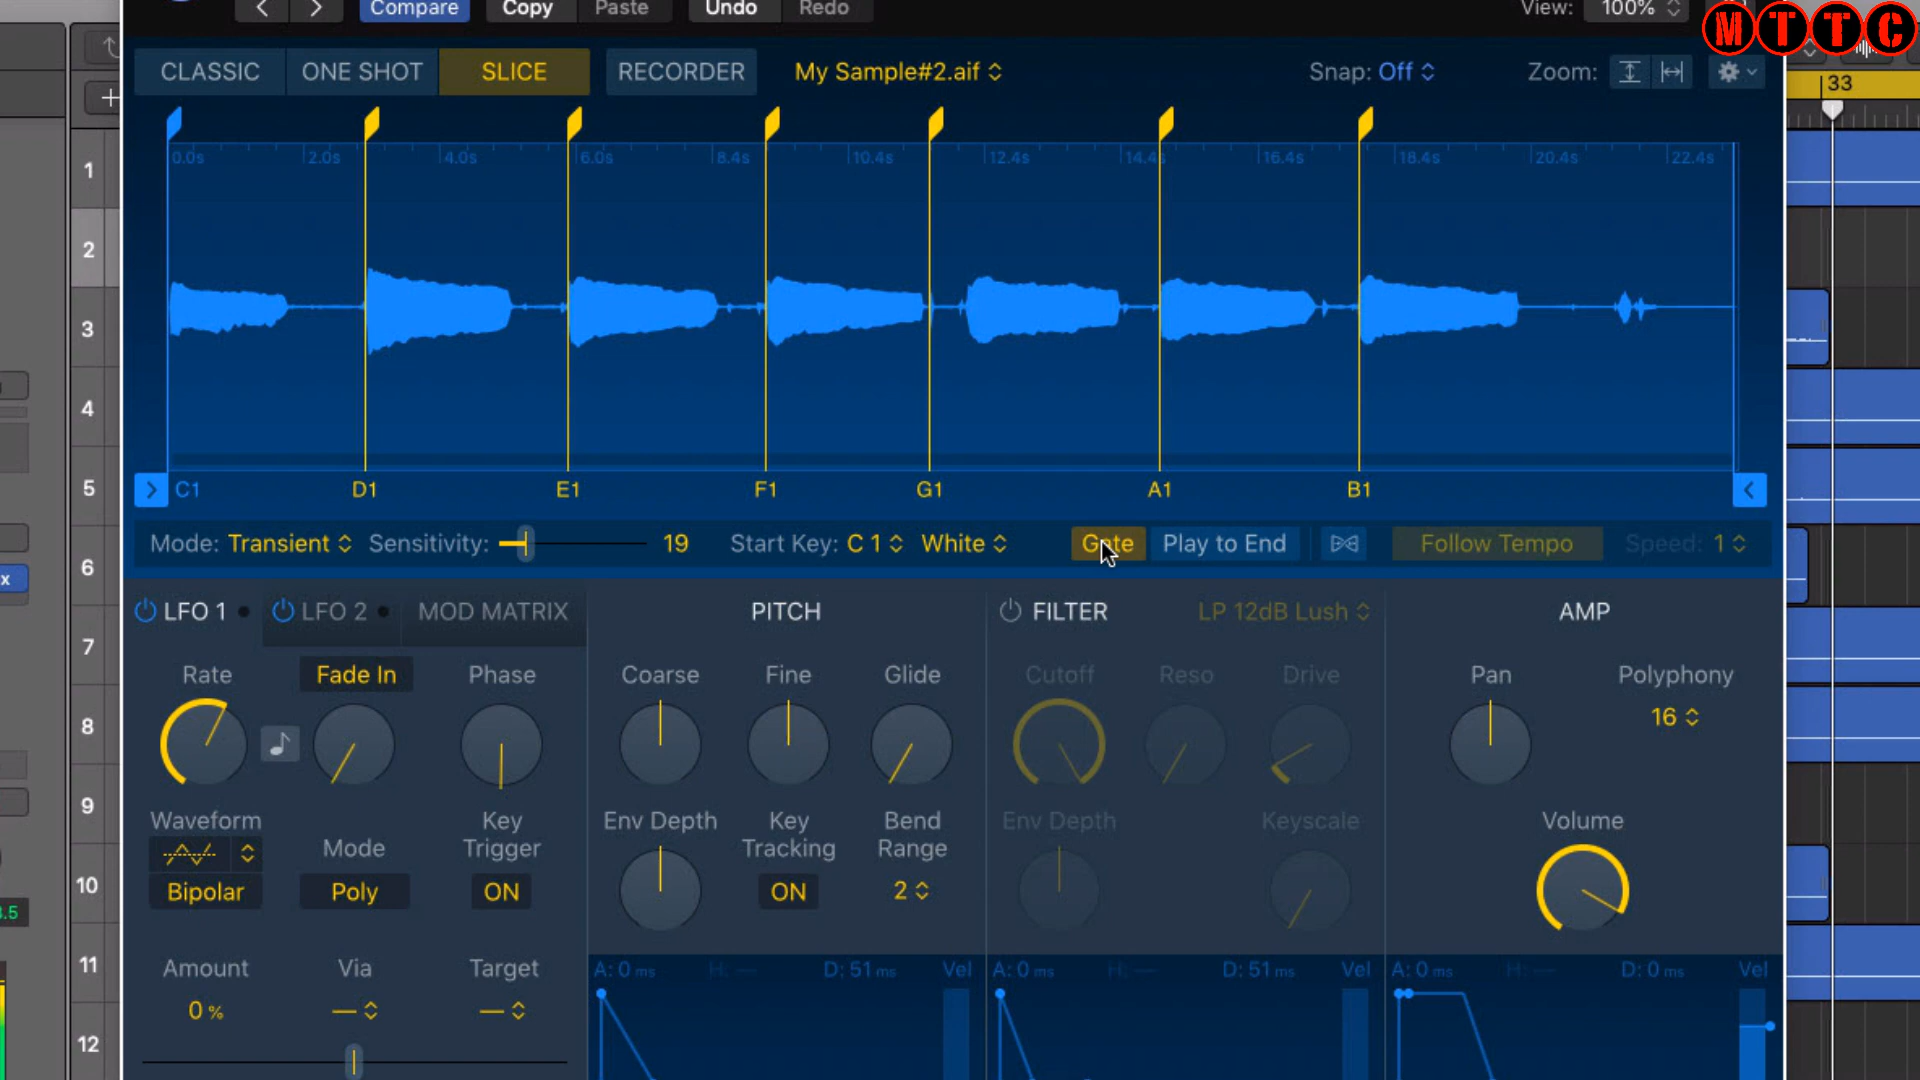 Compare Copy Paste Undo Redo View: 100%
MTTC
CLASSIC ONE SHOT SLICE RECORDER My Sample#2.aif Snap: Off Zoom:
33
0.0s 2.0s 4.0s 6.0s 8.4s 10.4s 12.4s 14.4s 16.4s 18.4s 20.4s 22.4s
1
2
3
4
5
6
7
8
9
10
11
12
C1 D1 E1 F1 G1 A1 B1
Mode: Transient Sensitivity: 19 Start Key: C 1 White Gate Play to End Follow Tempo Speed: 1
x
LFO 1 LFO 2 MOD MATRIX PITCH FILTER LP 12dB Lush AMP
Rate Fade In Phase Coarse Fine Glide Cutoff Reso Drive Pan Polyphony
16
Waveform Mode Key Trigger Env Depth Key Tracking Bend Range Env Depth Keyscale Volume
Bipolar Poly ON ON 2
Amount Via Target
0 % — —
A: 0 ms H: — D: 51 ms Vel A: 0 ms H: — D: 51 ms Vel A: 0 ms H: — D: 0 ms Vel